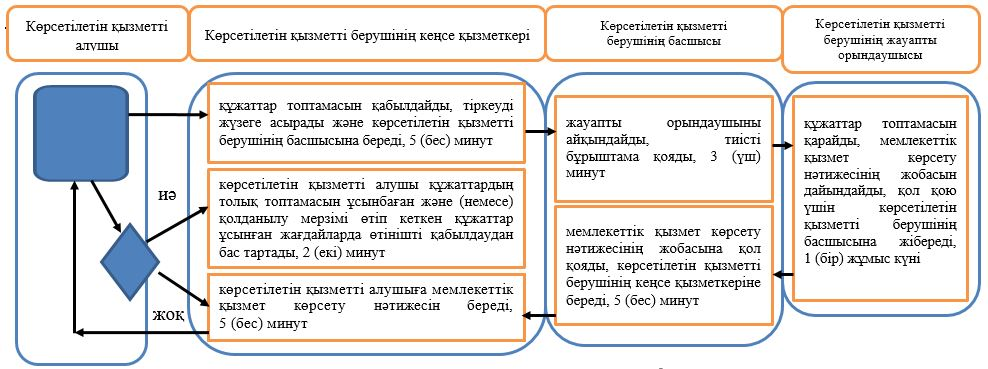 Көрсетілетін қызметті
алушы
Көрсетілетін қызметті берушінің кеңсе қызметкері
Көрсетілетін қызметті
берушінің басшысы
Көрсетілетін қызметті
берушінің жауапты
орындаушысы
құжаттар топтамасын қабылдайды, тіркеуді
жүзеге асырады және көрсетілетін қызметті
берушінің басшысына береді, 5 (бес) минут
жауапты орындаушыны
айқындайды, тиісті
бұрыштама қояды, 3 (үш)
минут
құжаттар топтамасын
қарайды, мемлекеттік
қызмет көрсету
нәтижесінің жобасын
дайындайды, қол қою
үшін көрсетілетін
қызметті берушінің
басшысына жібереді,
1 (бір) жұмыс күні
иә
көрсетілетін қызметті алушы құжаттардың
толық топтамасын ұсынбаған және (немесе)
қолданылу мерзімі өтіп кеткен құжаттар
ұсынған жағдайларда өтінішті қабылдаудан
бас тартады, 2 (екі) минут
мемлекеттік қызмет көрсету
нәтижесінің жобасына қол
қояды, көрсетілетін қызметті
берушінің кеңсе қызметкеріне
береді, 5 (бес) минут
көрсетілетін қызметті алушыға мемлекеттік
қызмет көрсету нәтижесін береді,
5 (бес) минут
жоқ